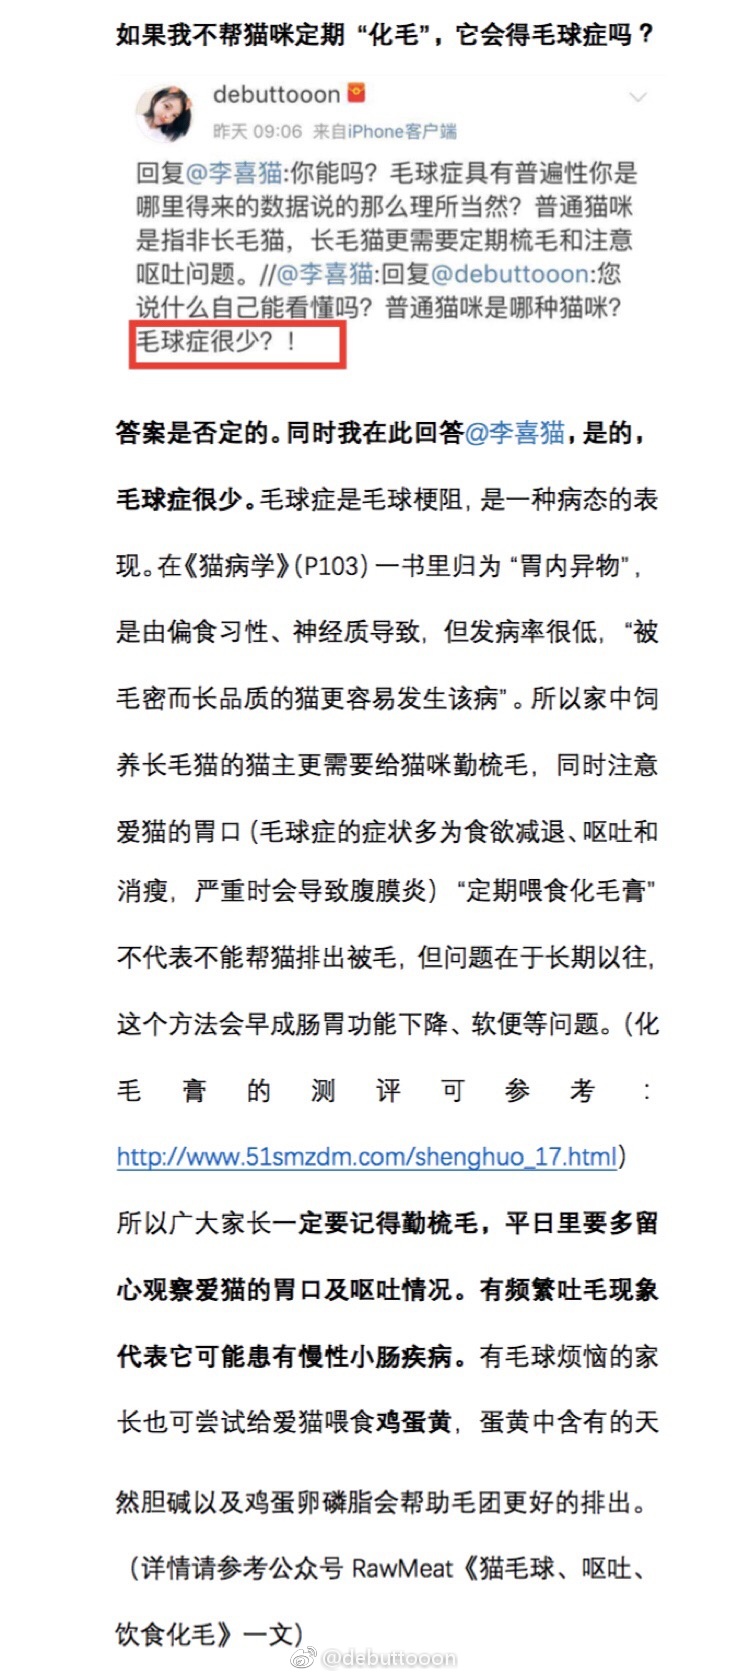 如果我不帮猫咪定期“化毛”，它会得毛球症吗？
debuttooon
昨天 09:06 来自iPhone客户端
回复@李喜猫:你能吗？毛球症具有普遍性你是
哪里得来的数据说的那么理所当然？普通猫咪
是指非长毛猫，长毛猫更需要定期梳毛和注意
呕吐问题。//@李喜猫:回复@debuttooon:您
说什么自己能看懂吗？普通猫咪是哪种猫咪？
毛球症很少？！
答案是否定的。同时我在此回答@李喜猫，是的，
毛球症很少。毛球症是毛球梗阻，是一种病态的表
现。在《猫病学》（P103）一书里归为“胃内异物”，
是由偏食习性、神经质导致，但发病率很低，“被
毛密而长品质的猫更容易发生该病”。所以家中饲
养长毛猫的猫主更需要给猫咪勤梳毛，同时注意
爱猫的胃口（毛球症的症状多为食欲减退、呕吐和
消瘦，严重时会导致腹膜炎）“定期喂食化毛膏”
不代表不能帮猫排出被毛，但问题在于长期以往，
这个方法会早成肠胃功能下降、软便等问题。（化
毛膏的测评可参考：
http://www.51smzdm.com/shenghuo_17.html）
所以广大家长一定要记得勤梳毛，平日里要多留
心观察爱猫的胃口及呕吐情况。有频繁吐毛现象
代表它可能患有慢性小肠疾病。有毛球烦恼的家
长也可尝试给爱猫喂食鸡蛋黄，蛋黄中含有的天
然胆碱以及鸡蛋卵磷脂会帮助毛团更好的排出。
（详情请参考公众号 RawMeat《猫毛球、呕吐、
饮食化毛》一文）
@debuttooon